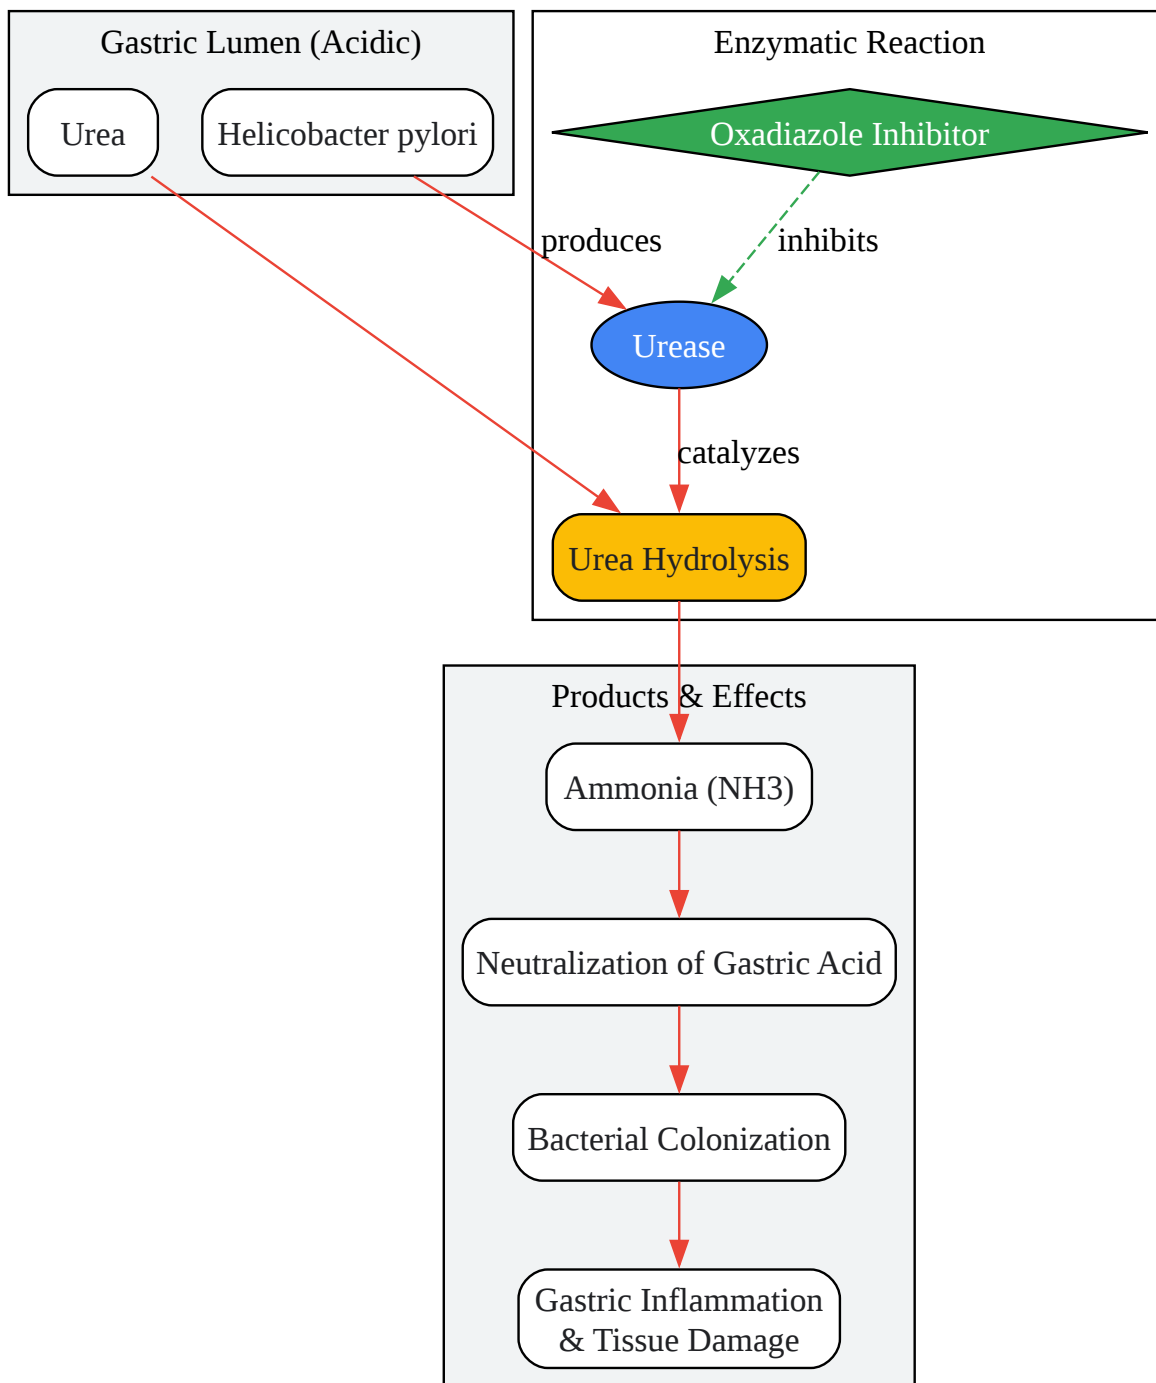 Gastric Lumen (Acidic)
Urea
Helicobacter pylori
Enzymatic Reaction
Oxadiazole Inhibitor
produces
inhibits
Urease
catalyzes
Urea Hydrolysis
Products & Effects
Ammonia (NH3)
Neutralization of Gastric Acid
Bacterial Colonization
Gastric Inflammation
& Tissue Damage